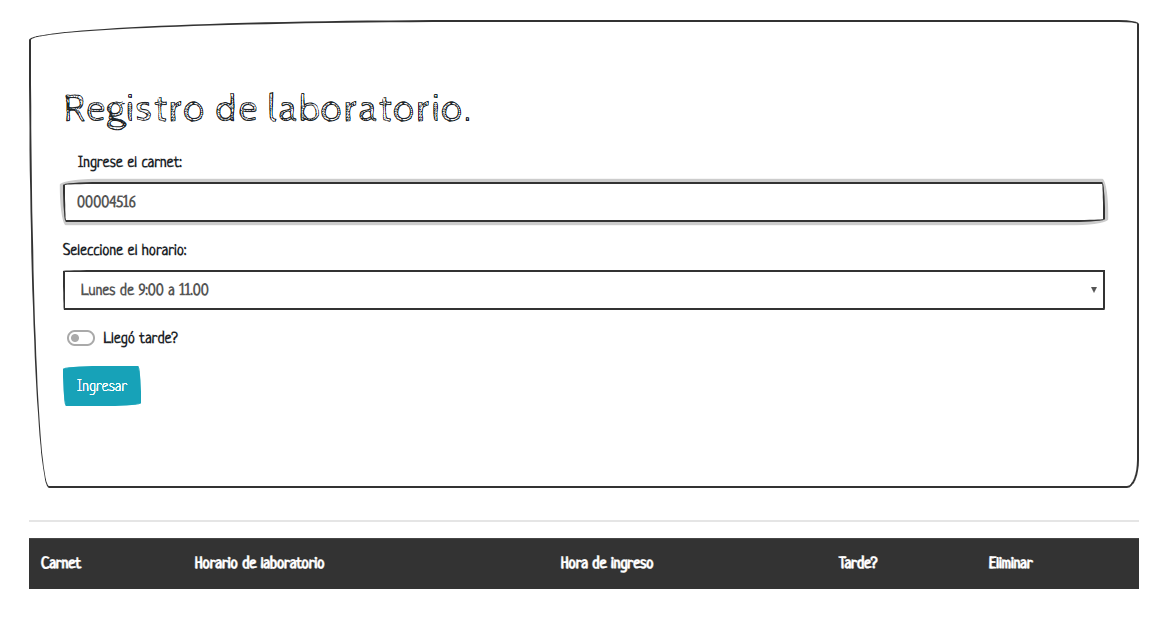 Registro de laboratorio.
Ingrese el carnet:
00004516
Seleccione el horario:
Lunes de 9:00 a 11.00
Llegó tarde?
Ingresar
Carnet Horario de laboratorio Hora de ingreso Tarde? Eliminar